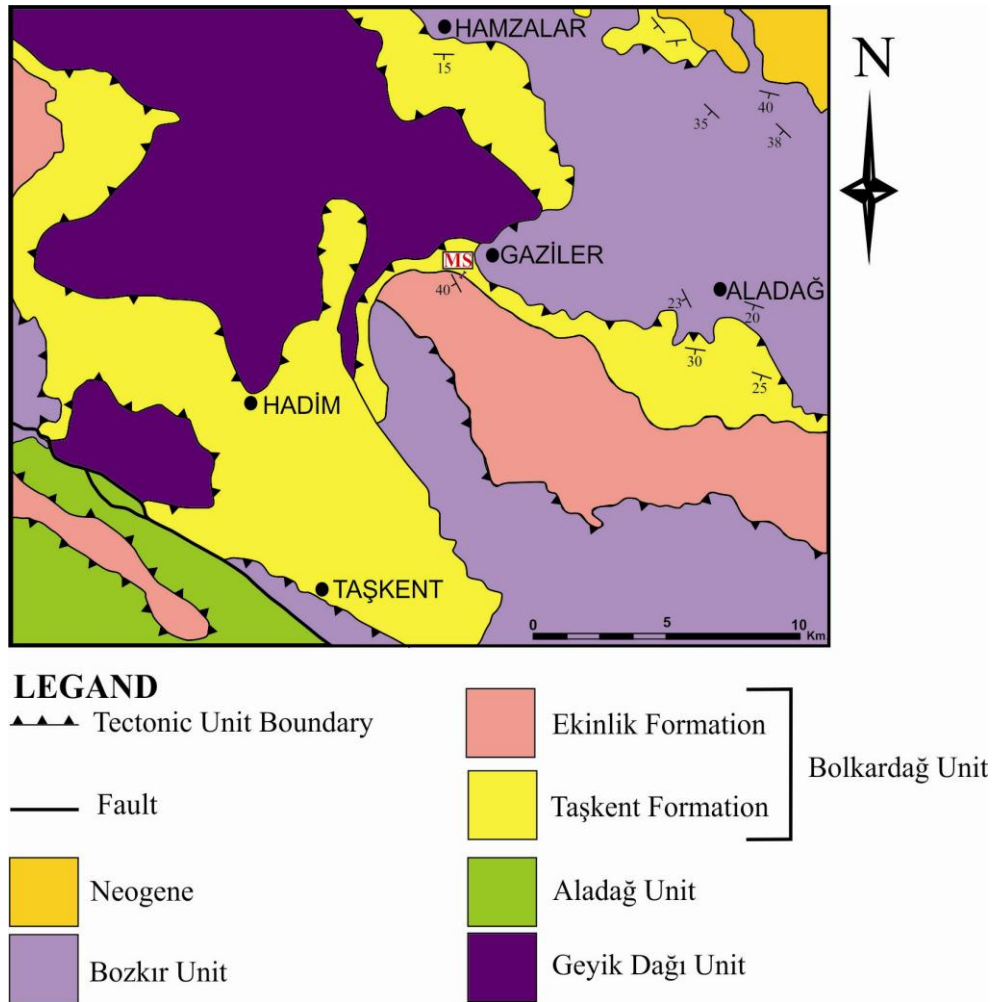 HAMZALAR
N
15
40
35
38
GAZİLER
MS
40
ALADAĞ
23
20
30
25
HADİM
TAŞKENT
0 5 10
Km.
LEGAND
Tectonic Unit Boundary
Fault
Neogene
Bozkır Unit
Ekinlik Formation
Taşkent Formation
Bolkardağ Unit
Aladağ Unit
Geyik Dağı Unit